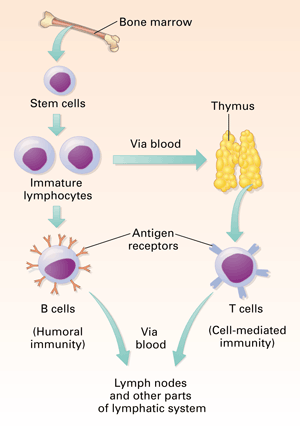 Bone marrow
Stem cells
Thymus
Via blood
Immature
lymphocytes
Antigen
receptors
B cells
T cells
(Humoral
immunity)
Via
blood
(Cell-mediated
immunity)
Lymph nodes
and other parts
of lymphatic system